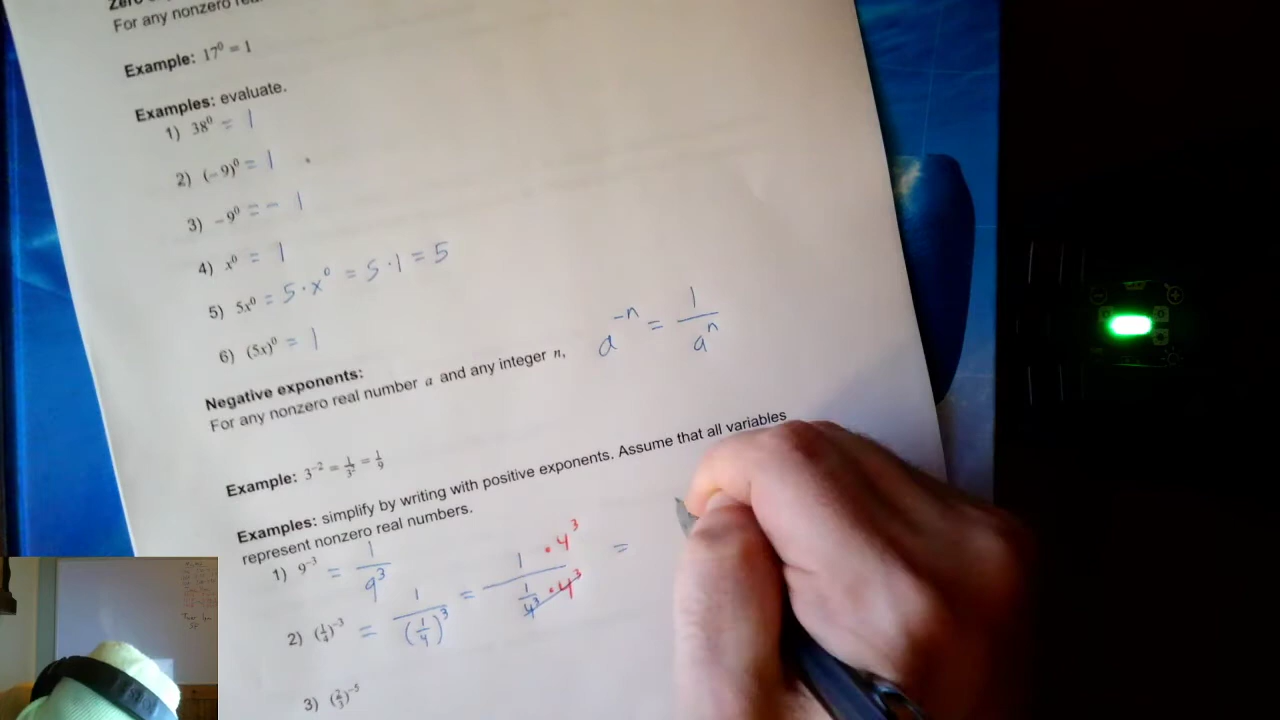 Zero
For any nonzero real
Example: 17⁰ = 1
Examples: evaluate.
1) 38⁰ = 1
2) (−9)⁰ = 1
3) −9⁰ = − 1
4) x⁰ = 1
5) 5x⁰ = 5 · x⁰ = 5 · 1 = 5
6) (5x)⁰ = 1
Negative exponents:
For any nonzero real number a and any integer n, a⁻ⁿ = 1/aⁿ
Example: 3⁻² = 1/3² = 1/9
Examples: simplify by writing with positive exponents. Assume that all variables
represent nonzero real numbers.
1) 9⁻³ = 1/9³
2) (1/4)⁻³ = 1/(1/4)³ = (1 · 4³)/(1/4³ · 4³) =
3) (2/3)⁻⁵